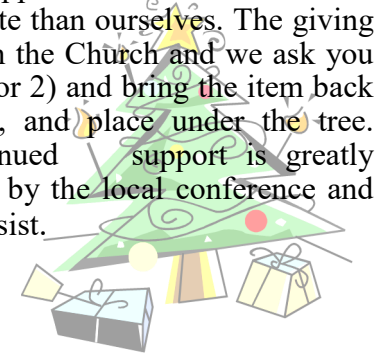 te than ourselves. The giving
the Church and we ask you
or 2) and bring the item back
, and place under the tree.
nued support is greatly
by the local conference and
sist.